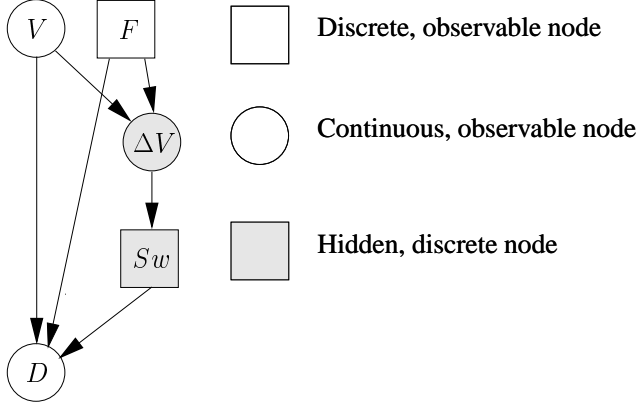 V
F
Discrete, observable node
ΔV
Continuous, observable node
Sw
Hidden, discrete node
D